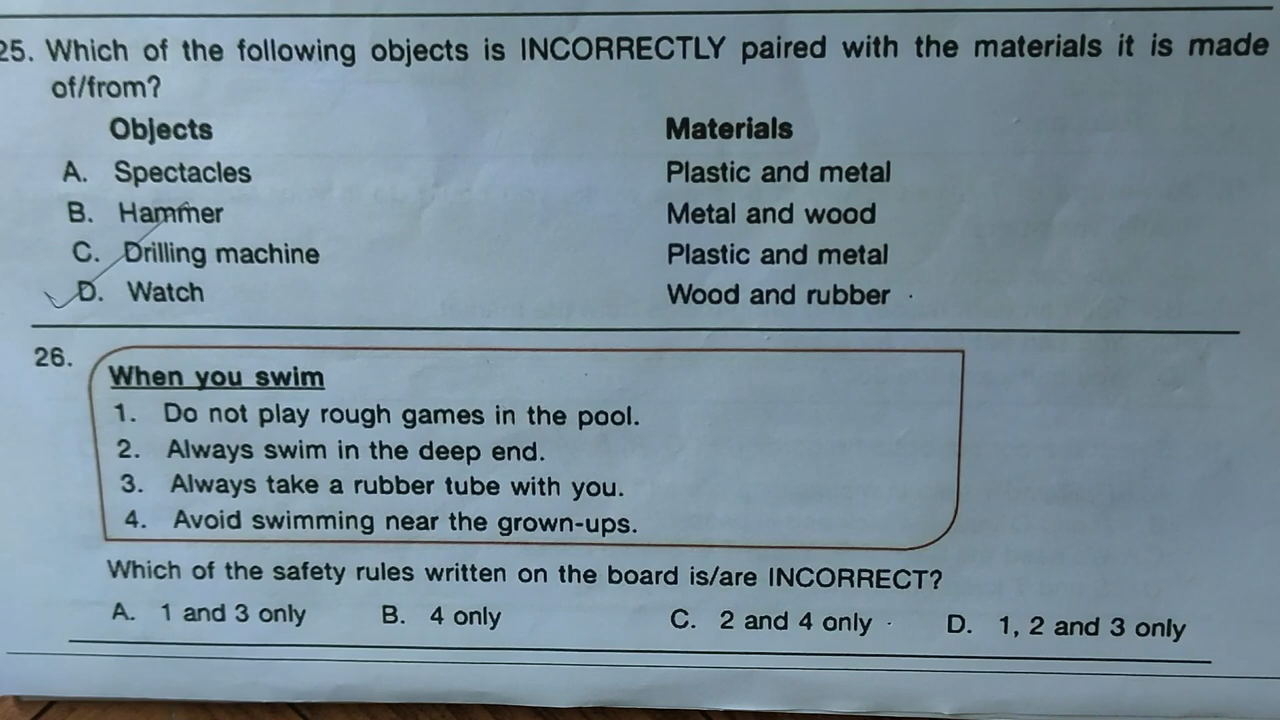 25. Which of the following objects is INCORRECTLY paired with the materials it is made
of/from?
Objects Materials
A. Spectacles Plastic and metal
B. Hammer Metal and wood
C. Drilling machine Plastic and metal
D. Watch Wood and rubber
26.
When you swim
1. Do not play rough games in the pool.
2. Always swim in the deep end.
3. Always take a rubber tube with you.
4. Avoid swimming near the grown-ups.
Which of the safety rules written on the board is/are INCORRECT?
A. 1 and 3 only B. 4 only C. 2 and 4 only D. 1, 2 and 3 only